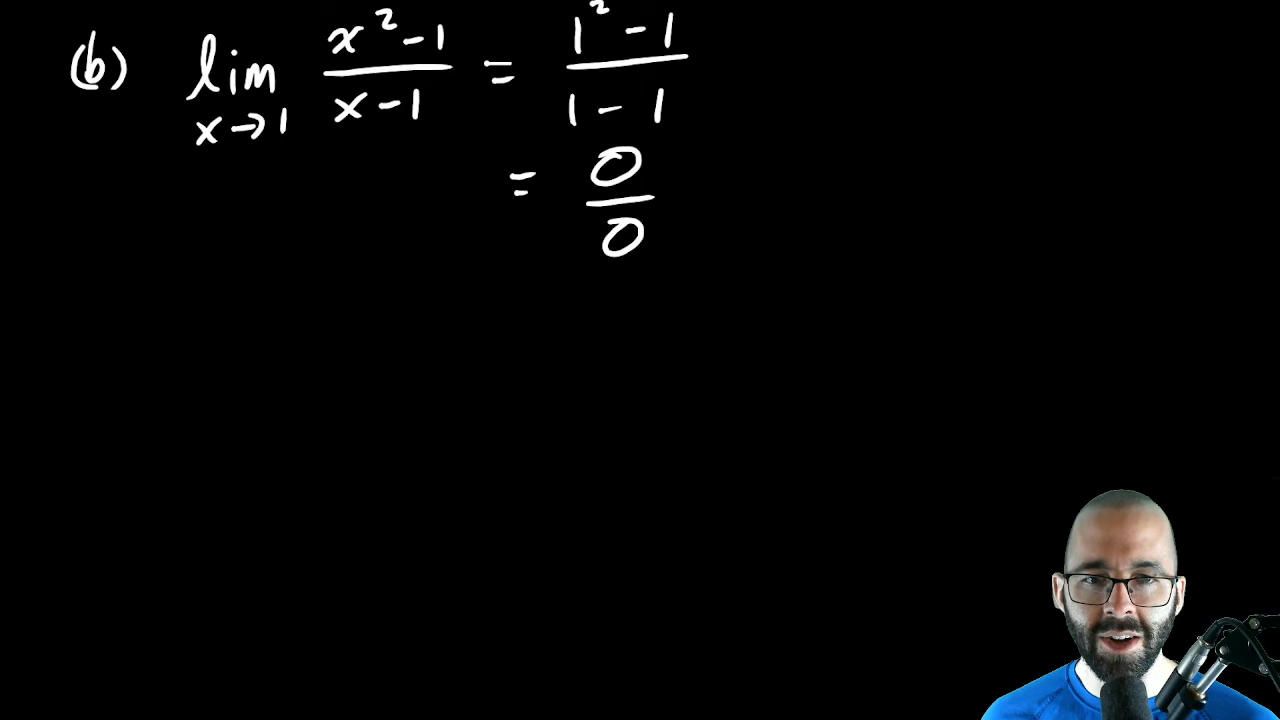 (b) lim x→1 x²-1/x-1 = 1²-1/1-1
= 0/0